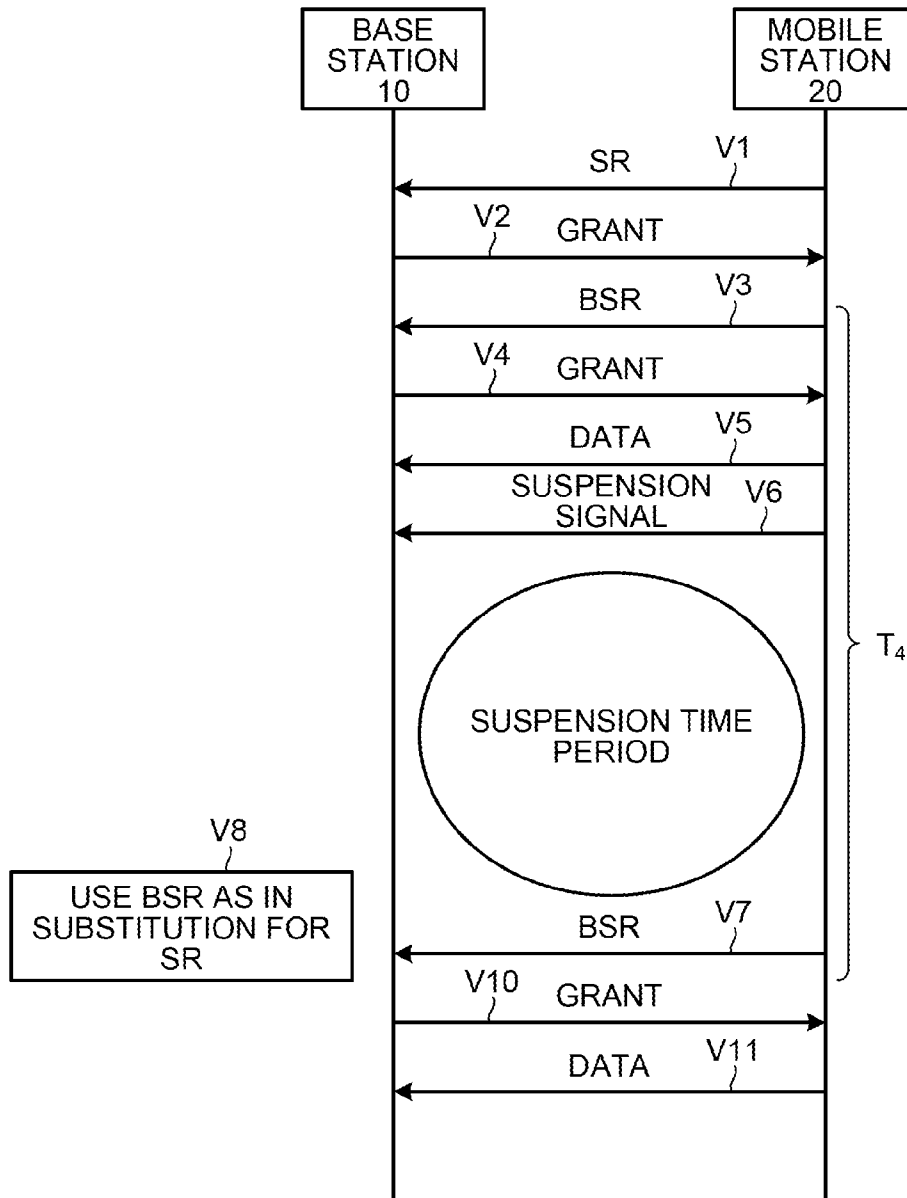 BASE
STATION
10
MOBILE
STATION
20
SR
V1
V2
GRANT
BSR
V3
V4
GRANT
DATA
V5
SUSPENSION
SIGNAL
V6
T4
SUSPENSION TIME
PERIOD
V8
USE BSR AS IN
SUBSTITUTION FOR
SR
BSR
V7
V10
GRANT
DATA
V11